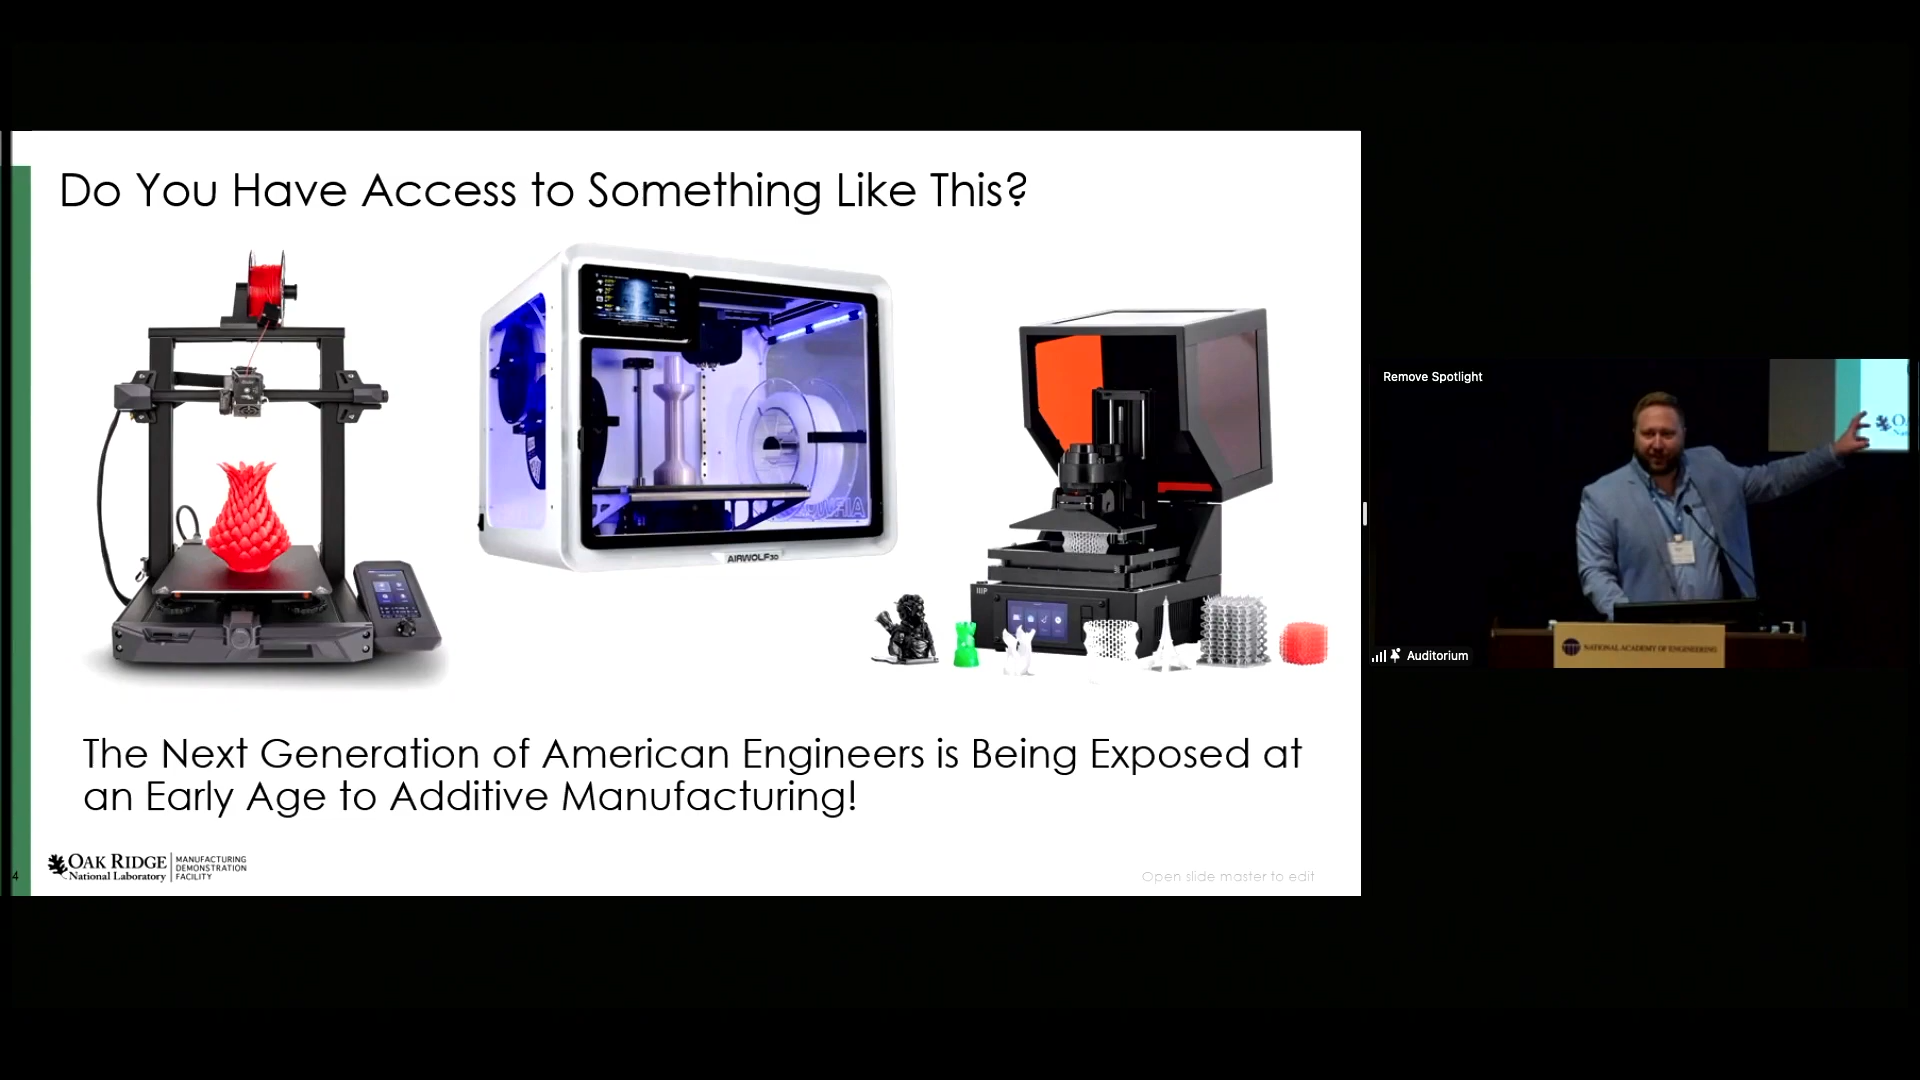 Do You Have Access to Something Like This?
AIRWOLF3D
IIIP
The Next Generation of American Engineers is Being Exposed at
an Early Age to Additive Manufacturing!
4
OAK RIDGE
National Laboratory
MANUFACTURING
DEMONSTRATION
FACILITY
Open slide master to edit
Remove Spotlight
NATIONAL ACADEMY OF ENGINEERING
Auditorium